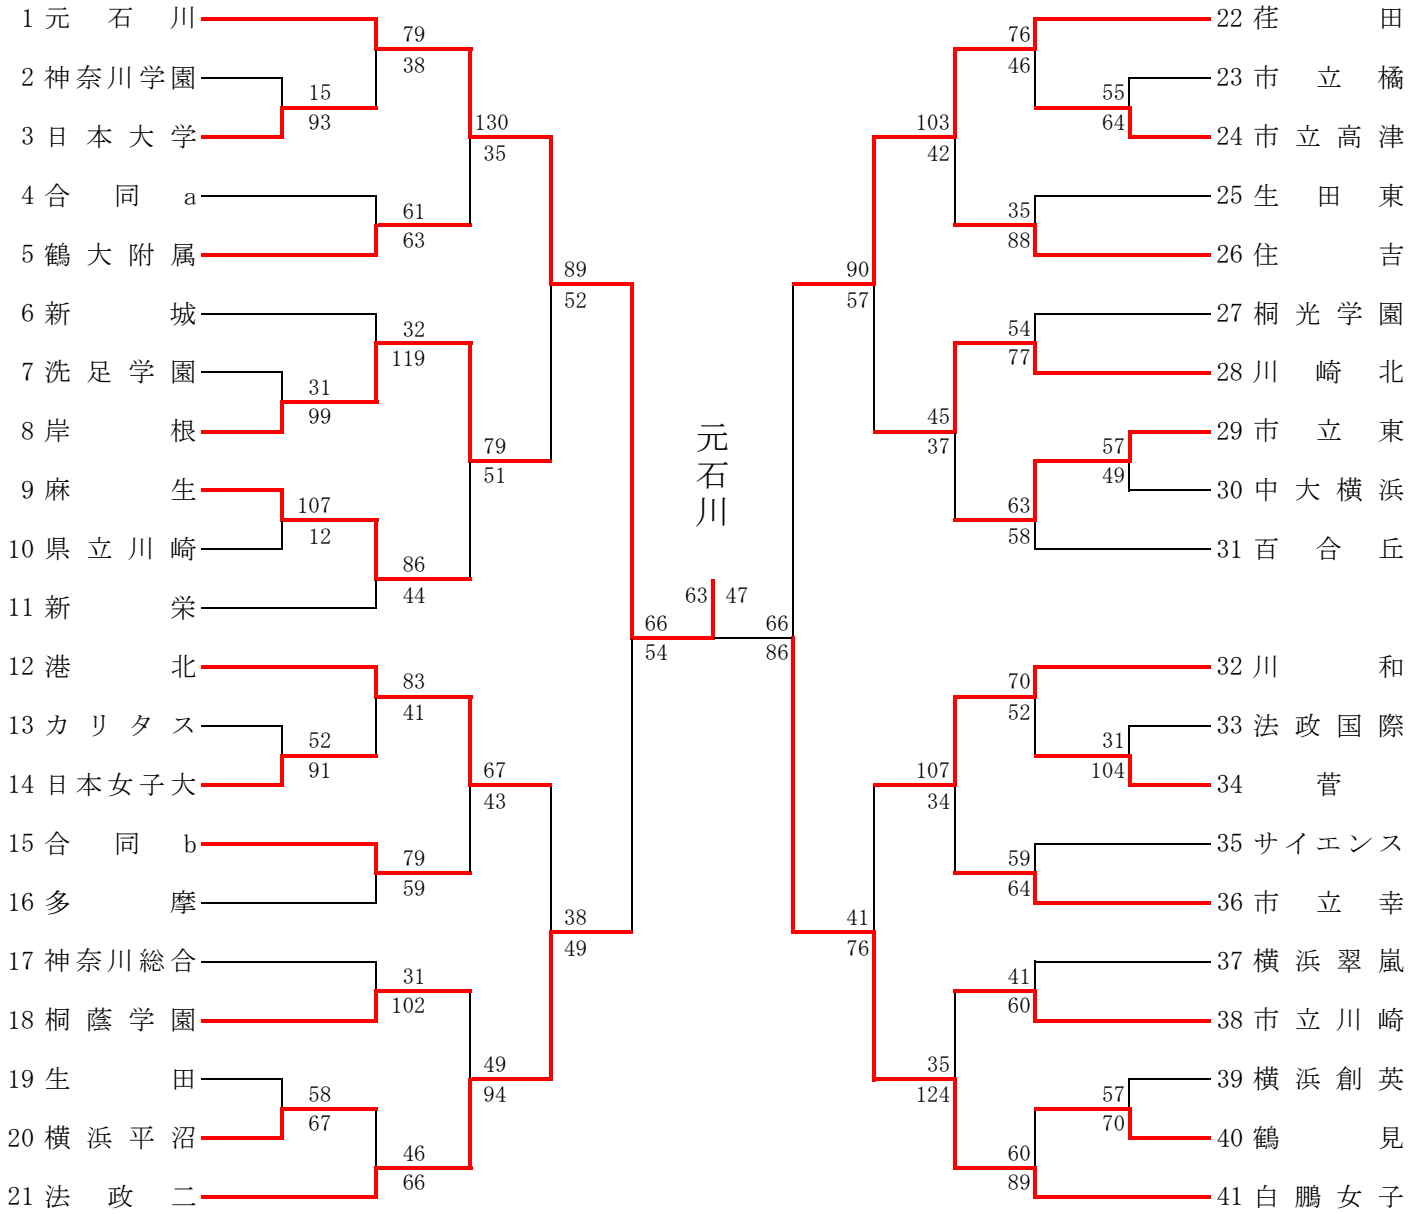 1 元石川
2 神奈川学園
3 日本大学
4 合同a
5 鶴大附属
6 新城
7 洗足学園
8 岸根
9 麻生
10 県立川崎
11 新栄
12 港北
13 カリタス
14 日本女子大
15 合同b
16 多摩
17 神奈川総合
18 桐蔭学園
19 生田
20 横浜平沼
21 法政二
15
93
31
99
107
12
52
91
58
67
79
38
61
63
32
119
86
44
83
41
79
59
31
102
46
66
130
35
79
51
67
43
49
94
89
52
38
49
66
54
元石川
63 47
66
86
90
57
41
76
103
42
45
37
107
34
35
124
76
46
35
88
54
77
63
58
70
52
59
64
41
60
60
89
55
64
57
49
31
104
57
70
22 荏田
23 市立橘
24 市立高津
25 生田東
26 住吉
27 桐光学園
28 川崎北
29 市立東
30 中大横浜
31 百合丘
32 川和
33 法政国際
34 菅
35 サイエンス
36 市立幸
37 横浜翠嵐
38 市立川崎
39 横浜創英
40 鶴見
41 白鵬女子